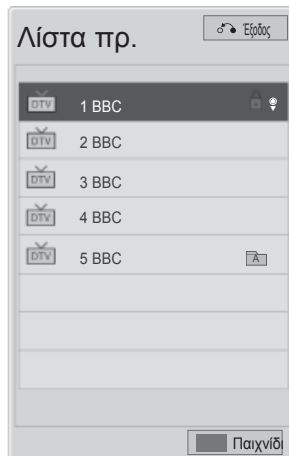 Λίστα πρ.
Έξοδος
DTV 1 BBC
DTV 2 BBC
DTV 3 BBC
DTV 4 BBC
DTV 5 BBC A
Παιχνίδι